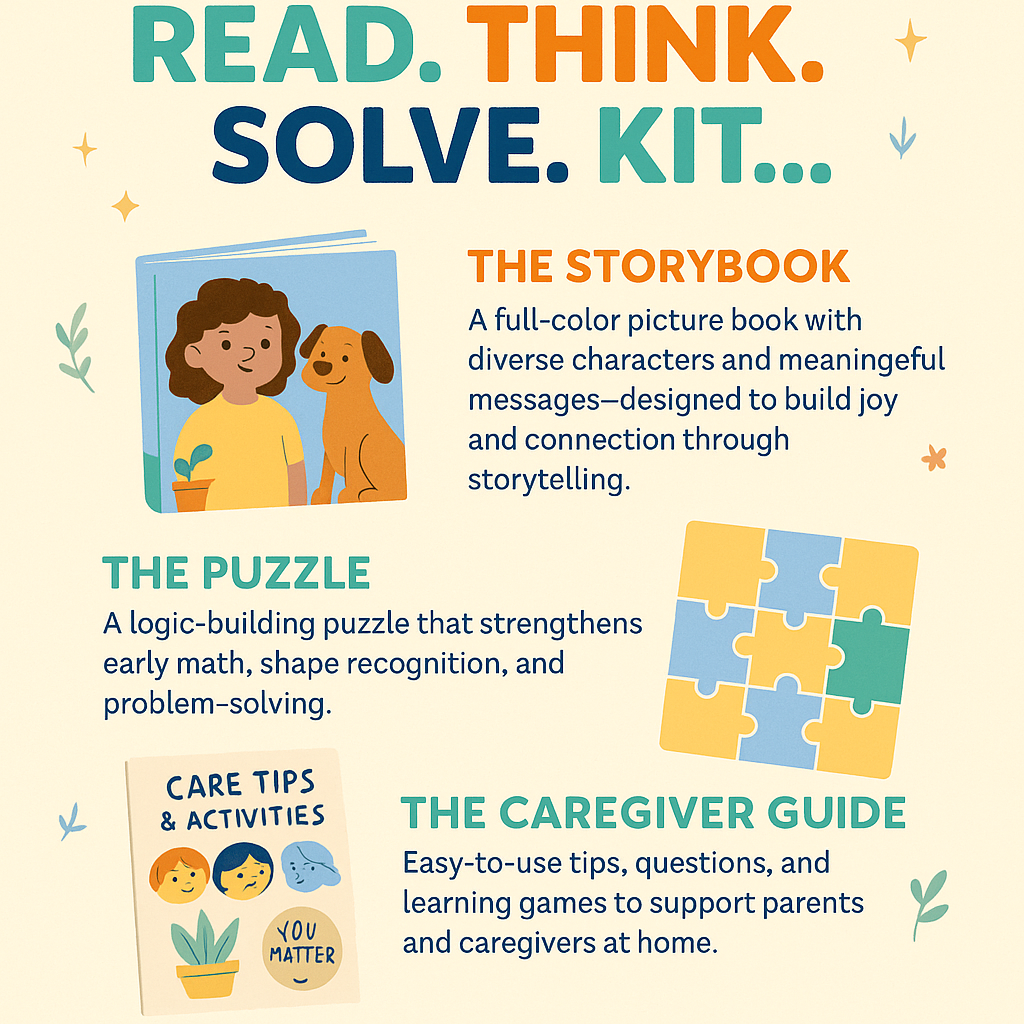 READ. THINK.
SOLVE. KIT...
THE STORYBOOK
A full-color picture book with
diverse characters and meaningeful
messages—designed to build joy
and connection through
storytelling.
THE PUZZLE
A logic-building puzzle that strengthens
early math, shape recognition, and
problem-solving.
CARE TIPS
& ACTIVITIES
YOU
MATTER
THE CAREGIVER GUIDE
Easy-to-use tips, questions, and
learning games to support parents
and caregivers at home.